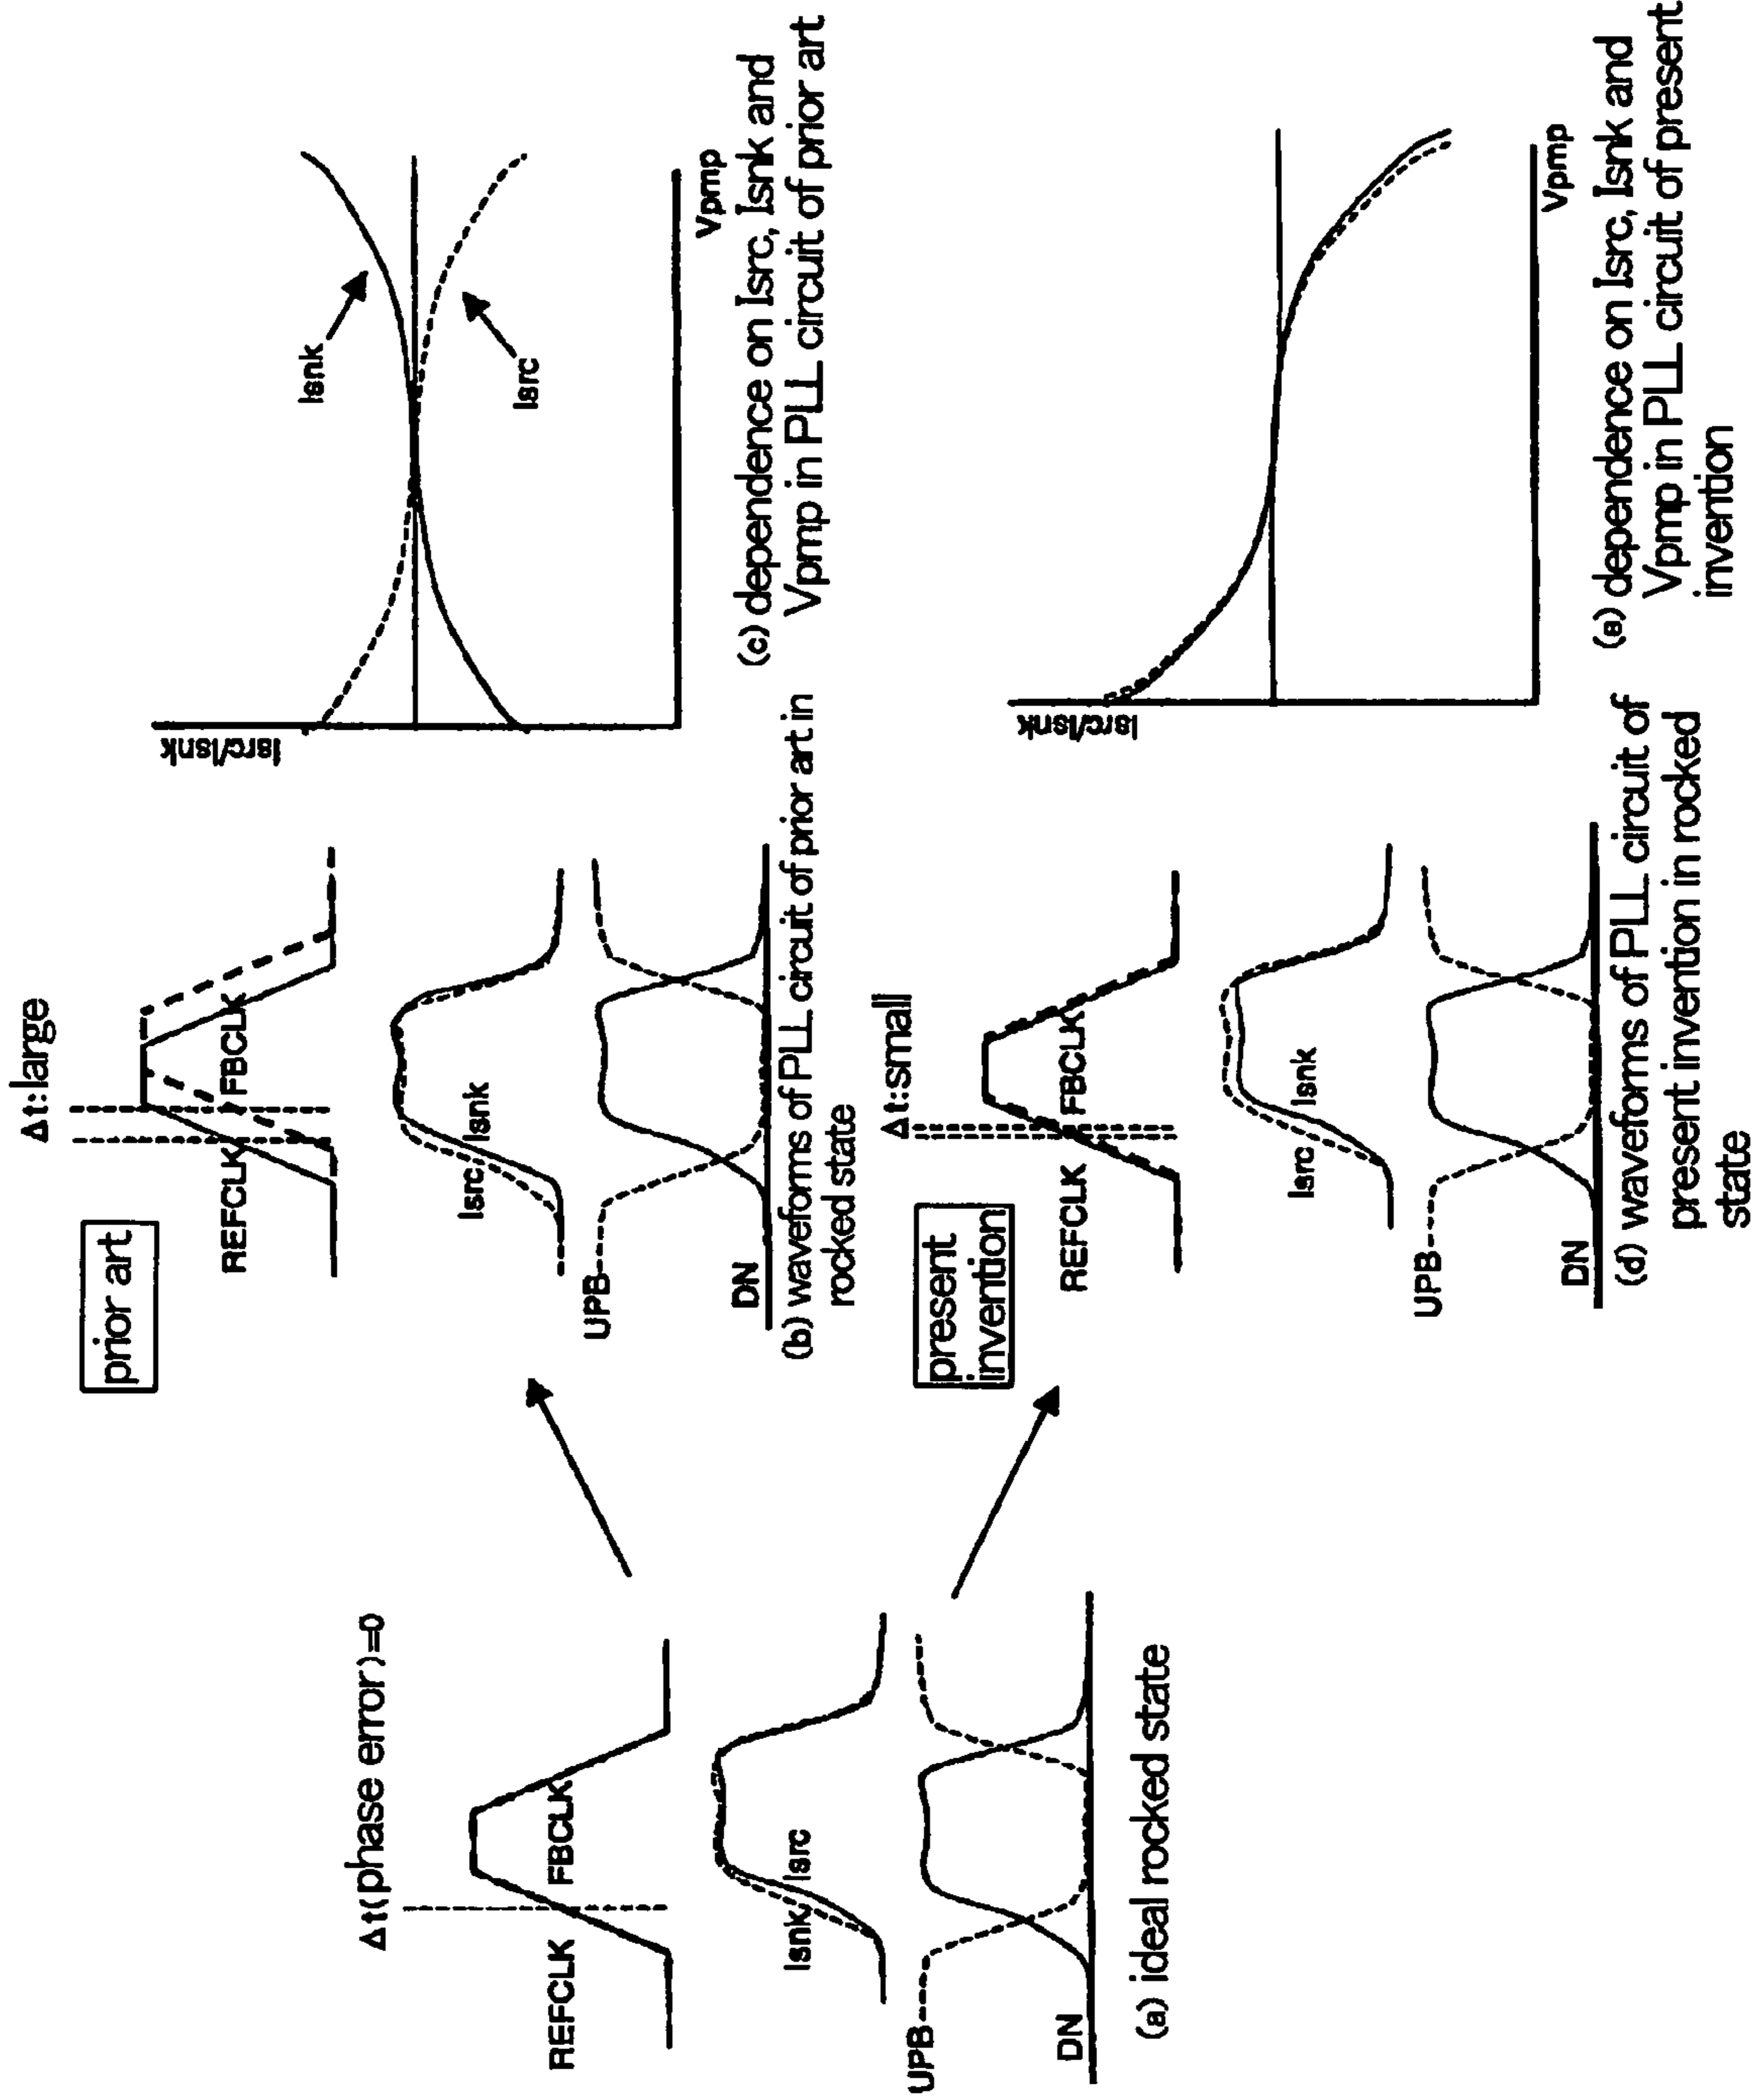 Δt(phase error)=0
REFCLK
FBCLK
Isnk, Isrc
UPB
DN
(a) ideal rocked state
prior art
Δt:large
REFCLK
FBCLK
Isrc
Isnk
UPB
DN
(b) waveforms of PLL circuit of prior art in
rocked state
Isrc/Isnk
Isnk
Isrc
Vpmp
(c) dependence on Isrc, Isnk and
Vpmp in PLL circuit of prior art
present
invention
Δt:small
REFCLK
FBCLK
Isrc
Isnk
UPB
DN
(d) waveforms of PLL circuit of
present invention in rocked
state
Isrc/Isnk
Vpmp
(e) dependence on Isrc, Isnk and
Vpmp in PLL circuit of present
invention